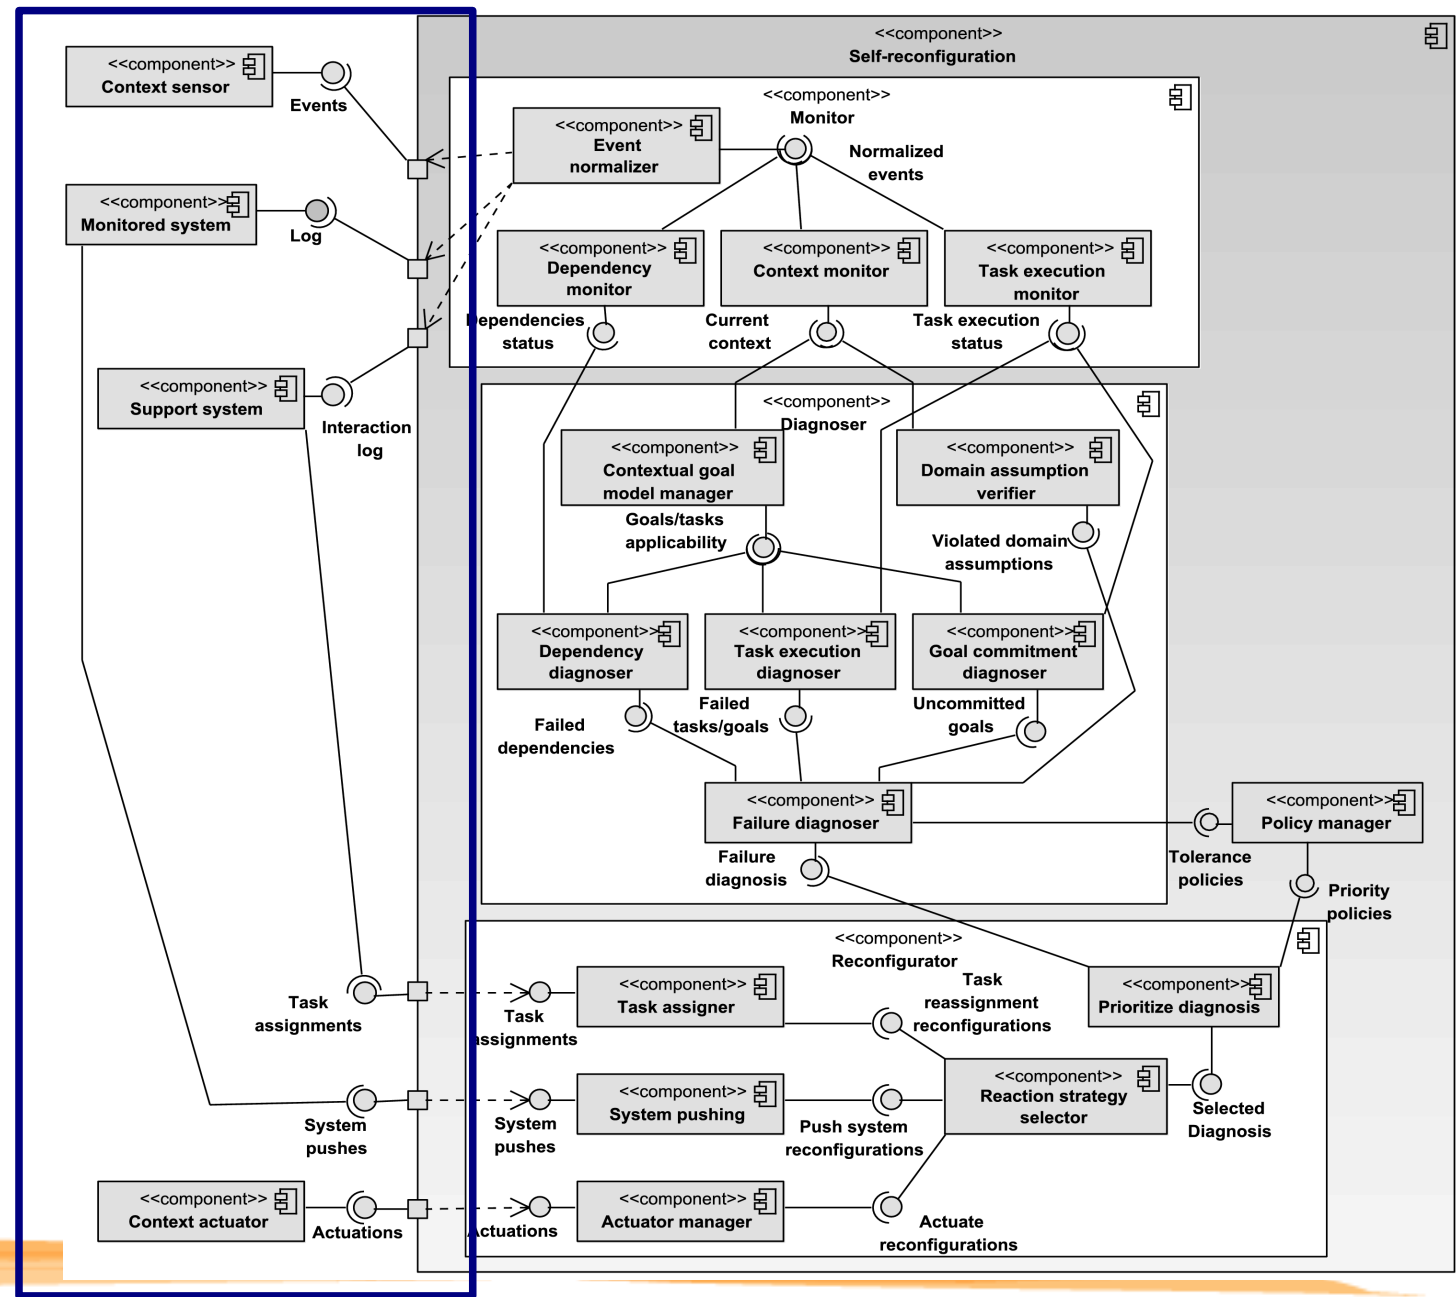 <<component>>
Self-reconfiguration
<<component>>
Context sensor
Events
<<component>>
Monitor
<<component>>
Event
normalizer
Normalized
events
<<component>>
Monitored system
Log
<<component>>
Dependency
monitor
<<component>>
Context monitor
<<component>>
Task execution
monitor
Dependencies
status
Current
context
Task execution
status
<<component>>
Support system
Interaction
log
<<component>>
Diagnoser
<<component>>
Contextual goal
model manager
<<component>>
Domain assumption
verifier
Goals/tasks
applicability
Violated domain
assumptions
<<component>>
Dependency
diagnoser
<<component>>
Task execution
diagnoser
<<component>>
Goal commitment
diagnoser
Failed
dependencies
Failed
tasks/goals
Uncommitted
goals
<<component>>
Failure diagnoser
<<component>>
Policy manager
Failure
diagnosis
Tolerance
policies
Priority
policies
<<component>>
Reconfigurator
Task
assignments
Task
assignments
<<component>>
Task assigner
Task
reassignment
reconfigurations
<<component>>
Prioritize diagnosis
System
pushes
System
pushes
<<component>>
System pushing
Push system
reconfigurations
<<component>>
Reaction strategy
selector
Selected
Diagnosis
<<component>>
Context actuator
Actuations
Actuations
<<component>>
Actuator manager
Actuate
reconfigurations